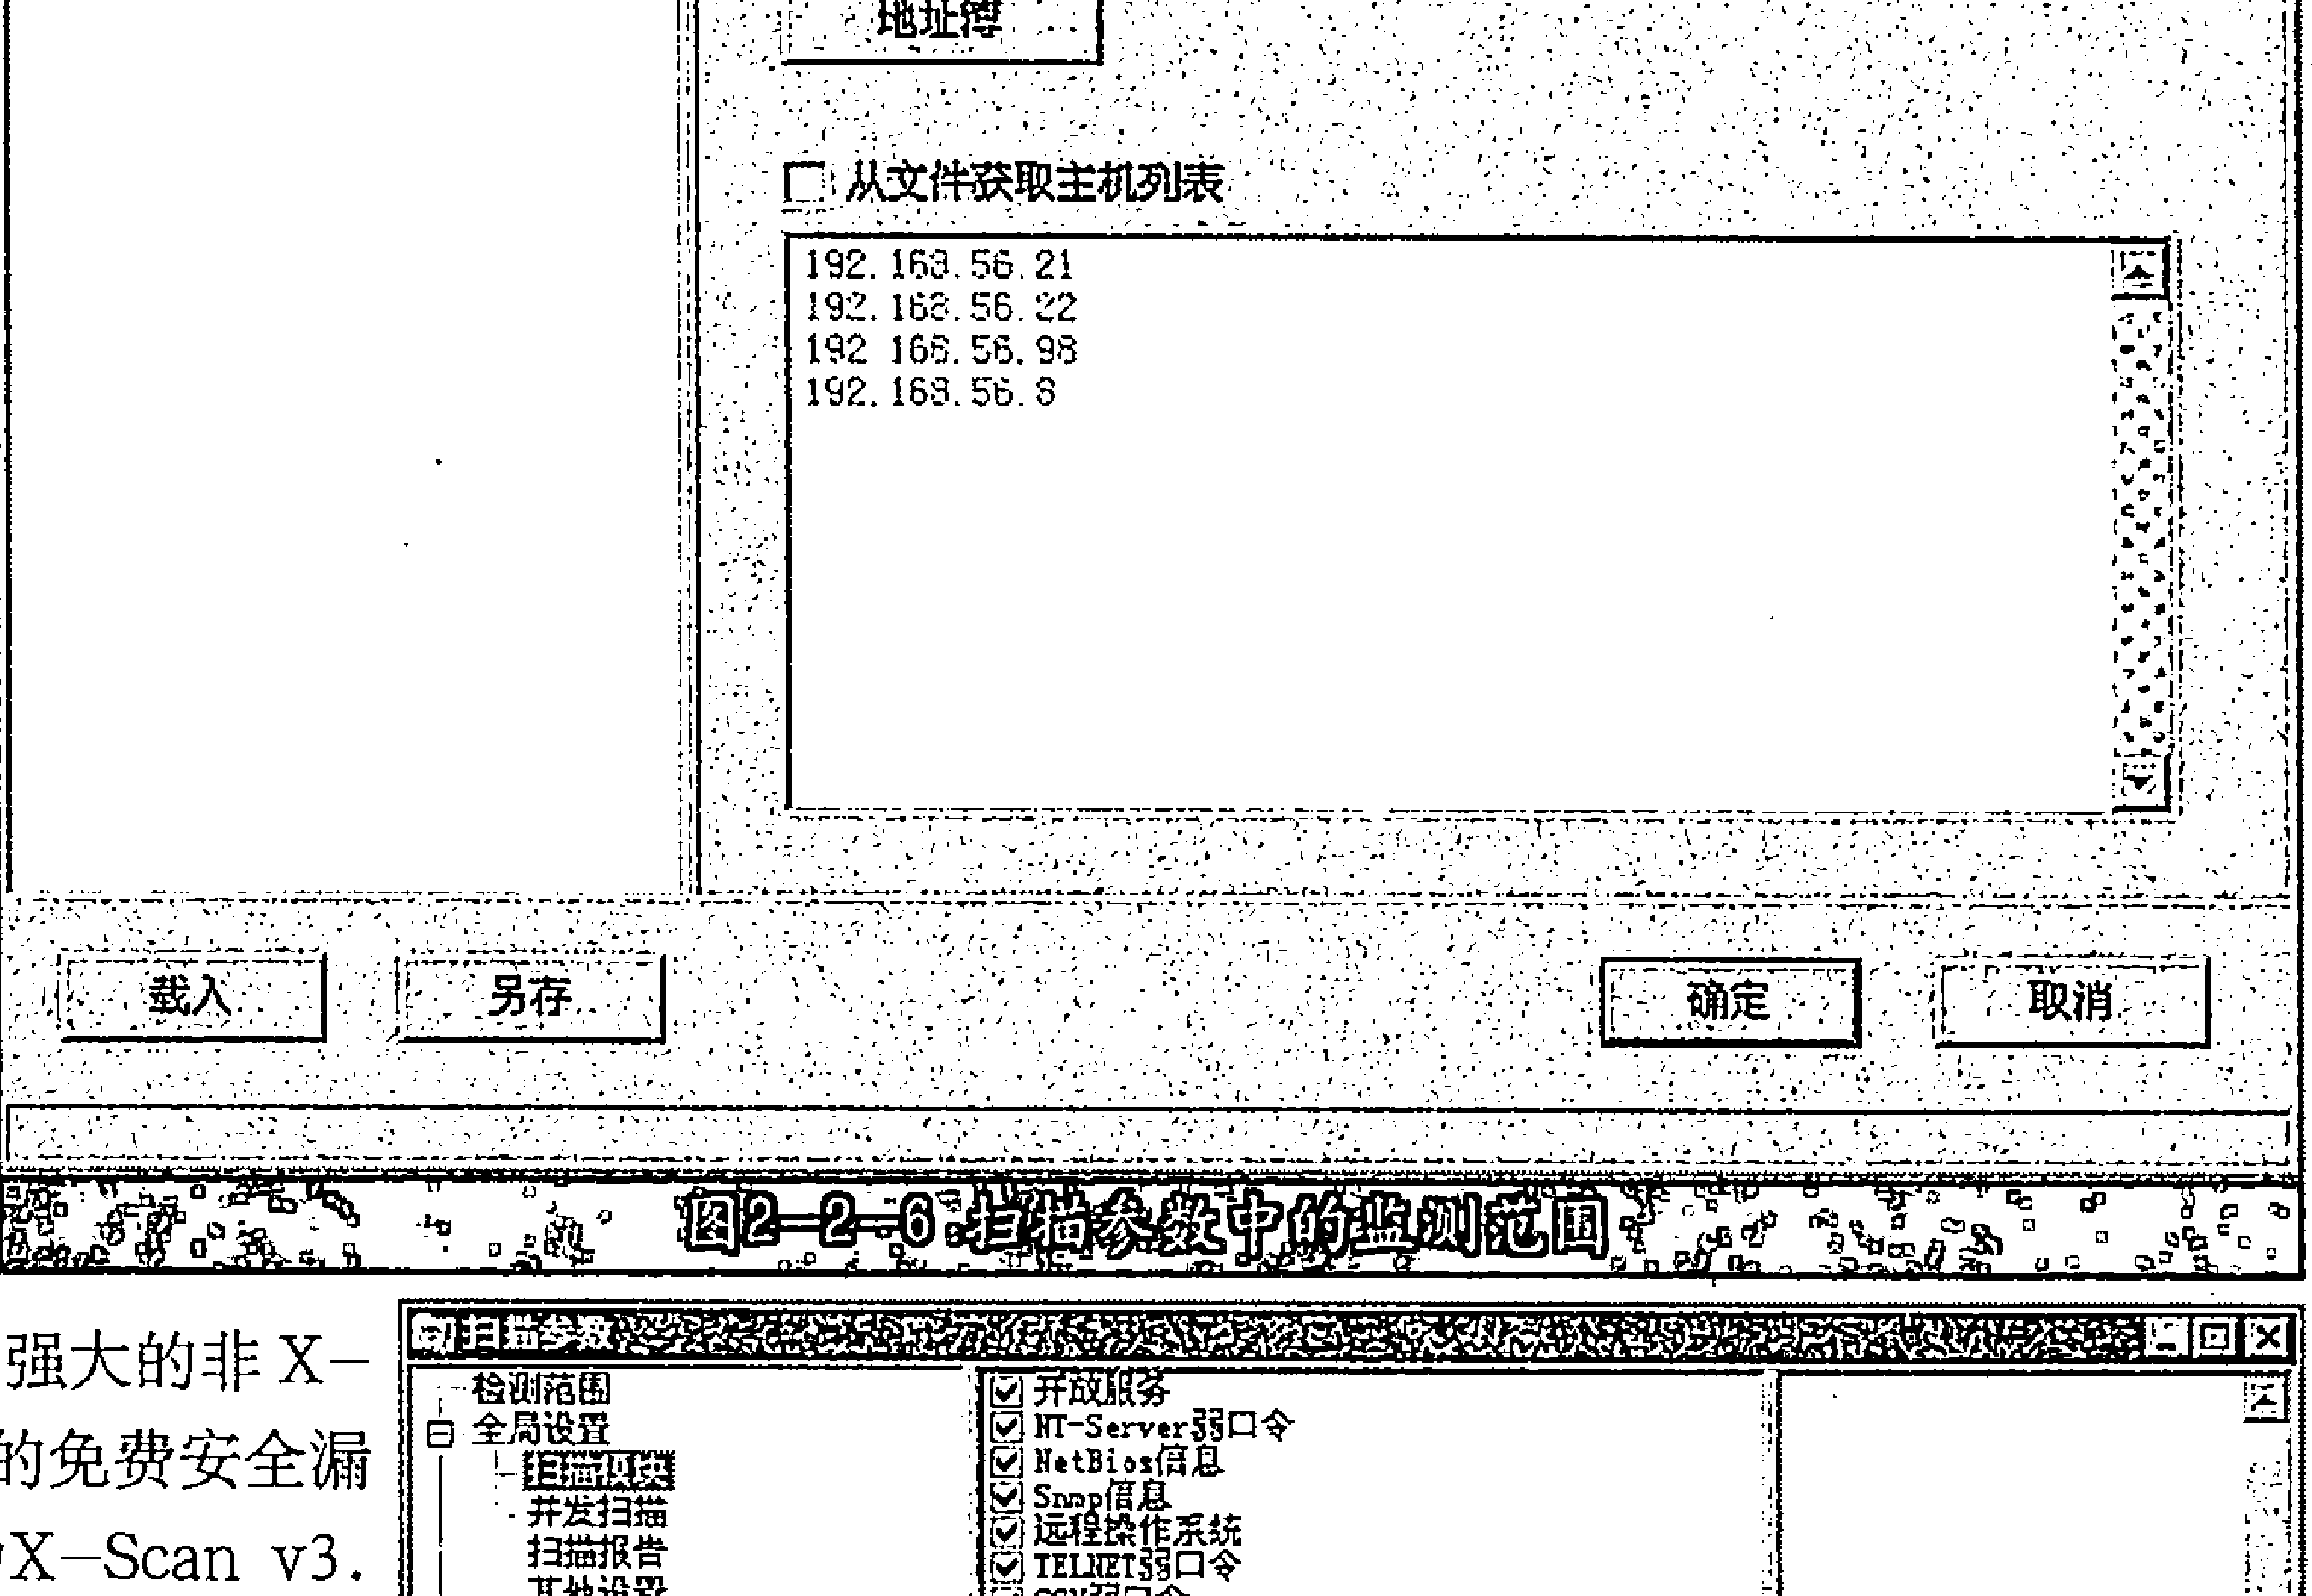 地址簿
从文件获取主机列表
192.168.56.21
192.168.56.22
192 168.56.98
192.168.56.8
载入 另存 确定 取消
图2-2-6 扫描参数中的监测范围
强大的非 X-
的免费安全漏
X-Scan v3.
扫描参数
检测范围
全局设置
扫描模块
并发扫描
扫描报告
其他设置
开放服务
NT-Server弱口令
NetBios信息
Snmp信息
远程操作系统
TELNET弱口令